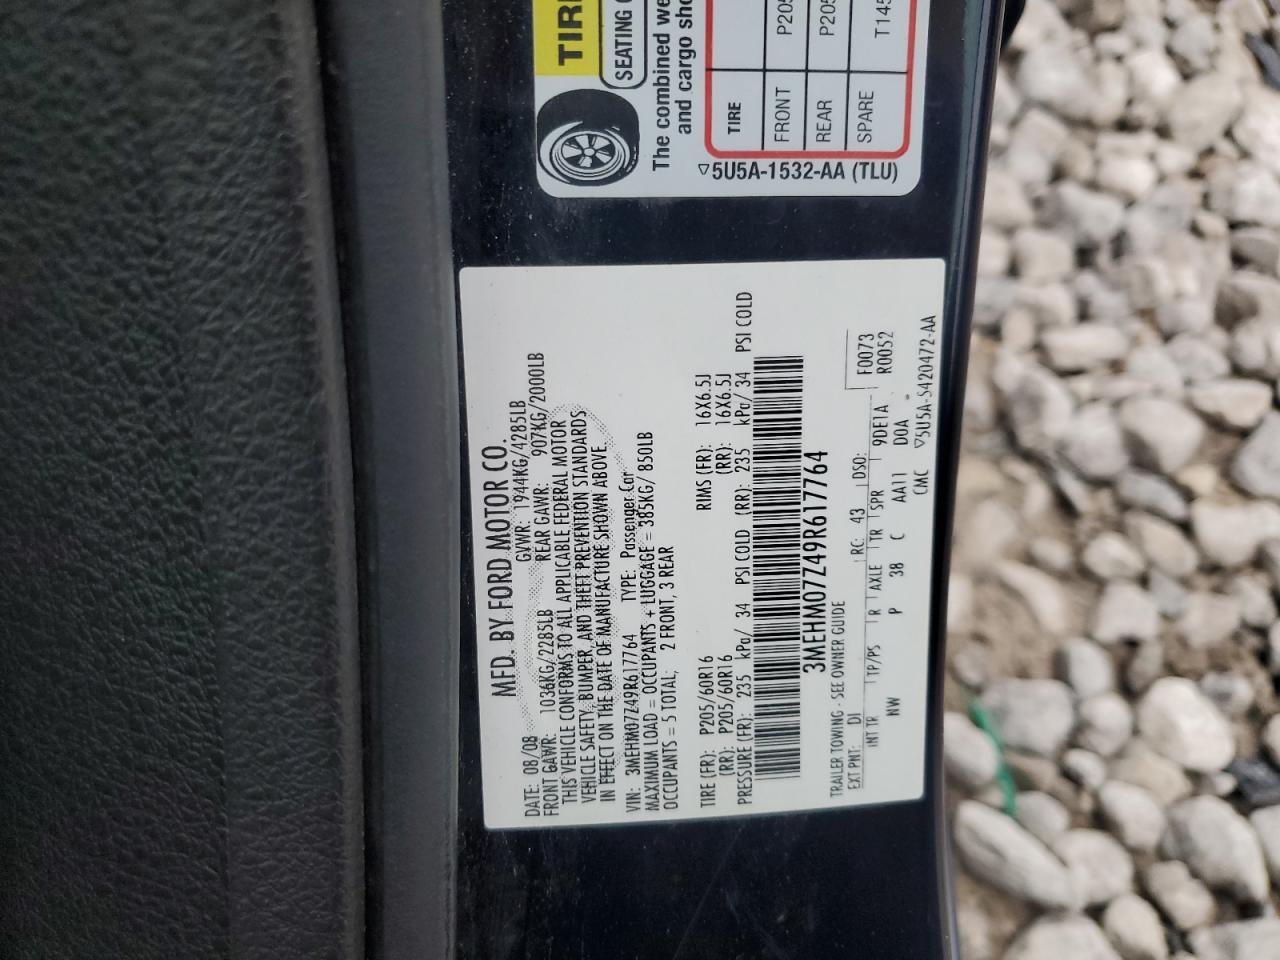 MFD. BY FORD MOTOR CO.
DATE: 08/08 GVWR: 1944KG/4285LB
FRONT GAWR: 1036KG/2285LB REAR GAWR: 907KG/2000LB
THIS VEHICLE CONFORMS TO ALL APPLICABLE FEDERAL MOTOR
VEHICLE SAFETY, BUMPER, AND THEFT PREVENTION STANDARDS
IN EFFECT ON THE DATE OF MANUFACTURE SHOWN ABOVE.
VIN: 3MEHM07Z49R617764 TYPE: Passenger Car
MAXIMUM LOAD = OCCUPANTS + LUGGAGE = 385KG/ 850LB
OCCUPANTS = 5 TOTAL; 2 FRONT, 3 REAR
TIRE (FR): P205/60R16 RIMS (FR): 16X6.5J
(RR): P205/60R16 (RR): 16X6.5J
PRESSURE (FR): 235 kPa/ 34 PSI COLD (RR): 235 kPa/ 34 PSI COLD
3MEHM07Z49R617764
TRAILER TOWING - SEE OWNER GUIDE F0073
EXT PNT: DI RC: 43 DSO: R0052
INT TR TP/PS R AXLE TR SPR 9DE1A
NW P 38 C AA11 D0A
CMC ▽5U5A-S420472-AA
TIR
SEATING C
The combined we
and cargo sho
TIRE
FRONT P205
REAR P205
SPARE T145
▽5U5A-1532-AA (TLU)